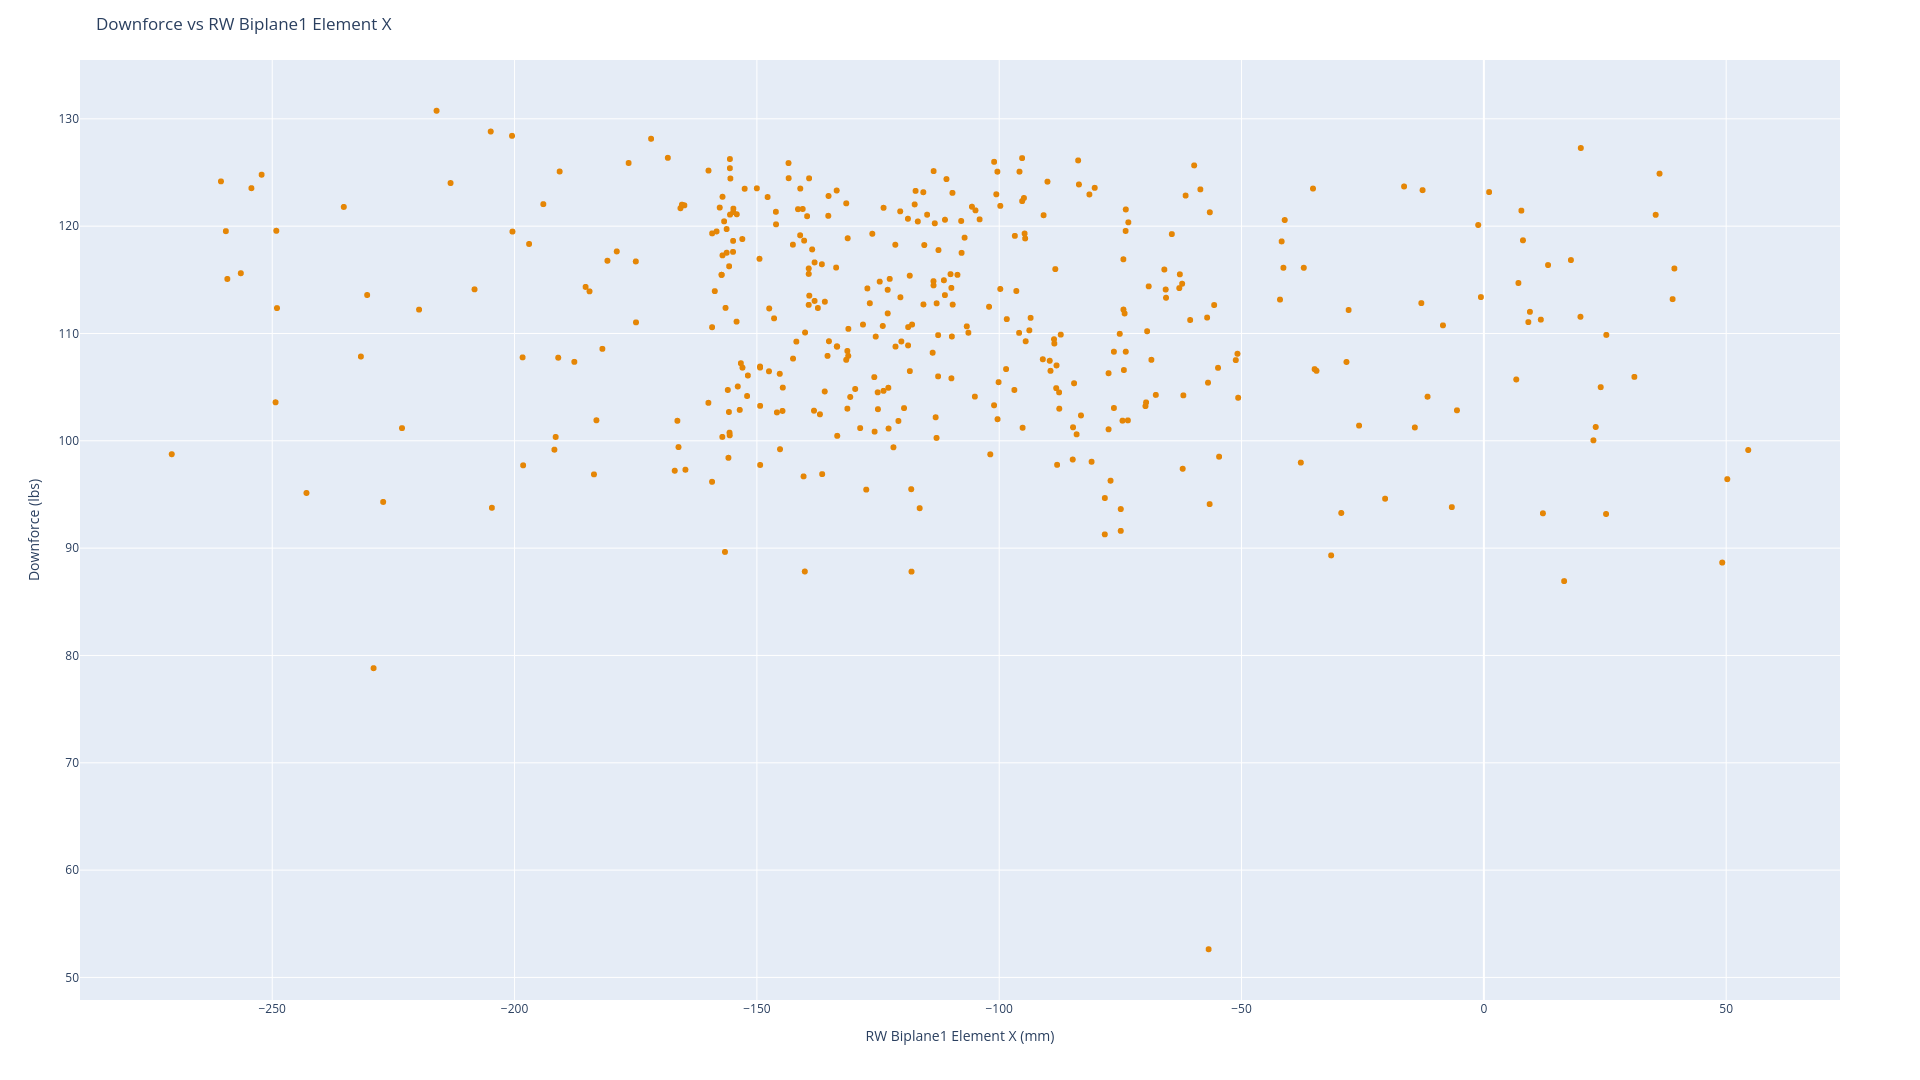 Downforce vs RW Biplane1 Element X
130
120
110
100
90
80
70
60
50
Downforce (lbs)
−250 −200 −150 −100 −50 0 50
RW Biplane1 Element X (mm)